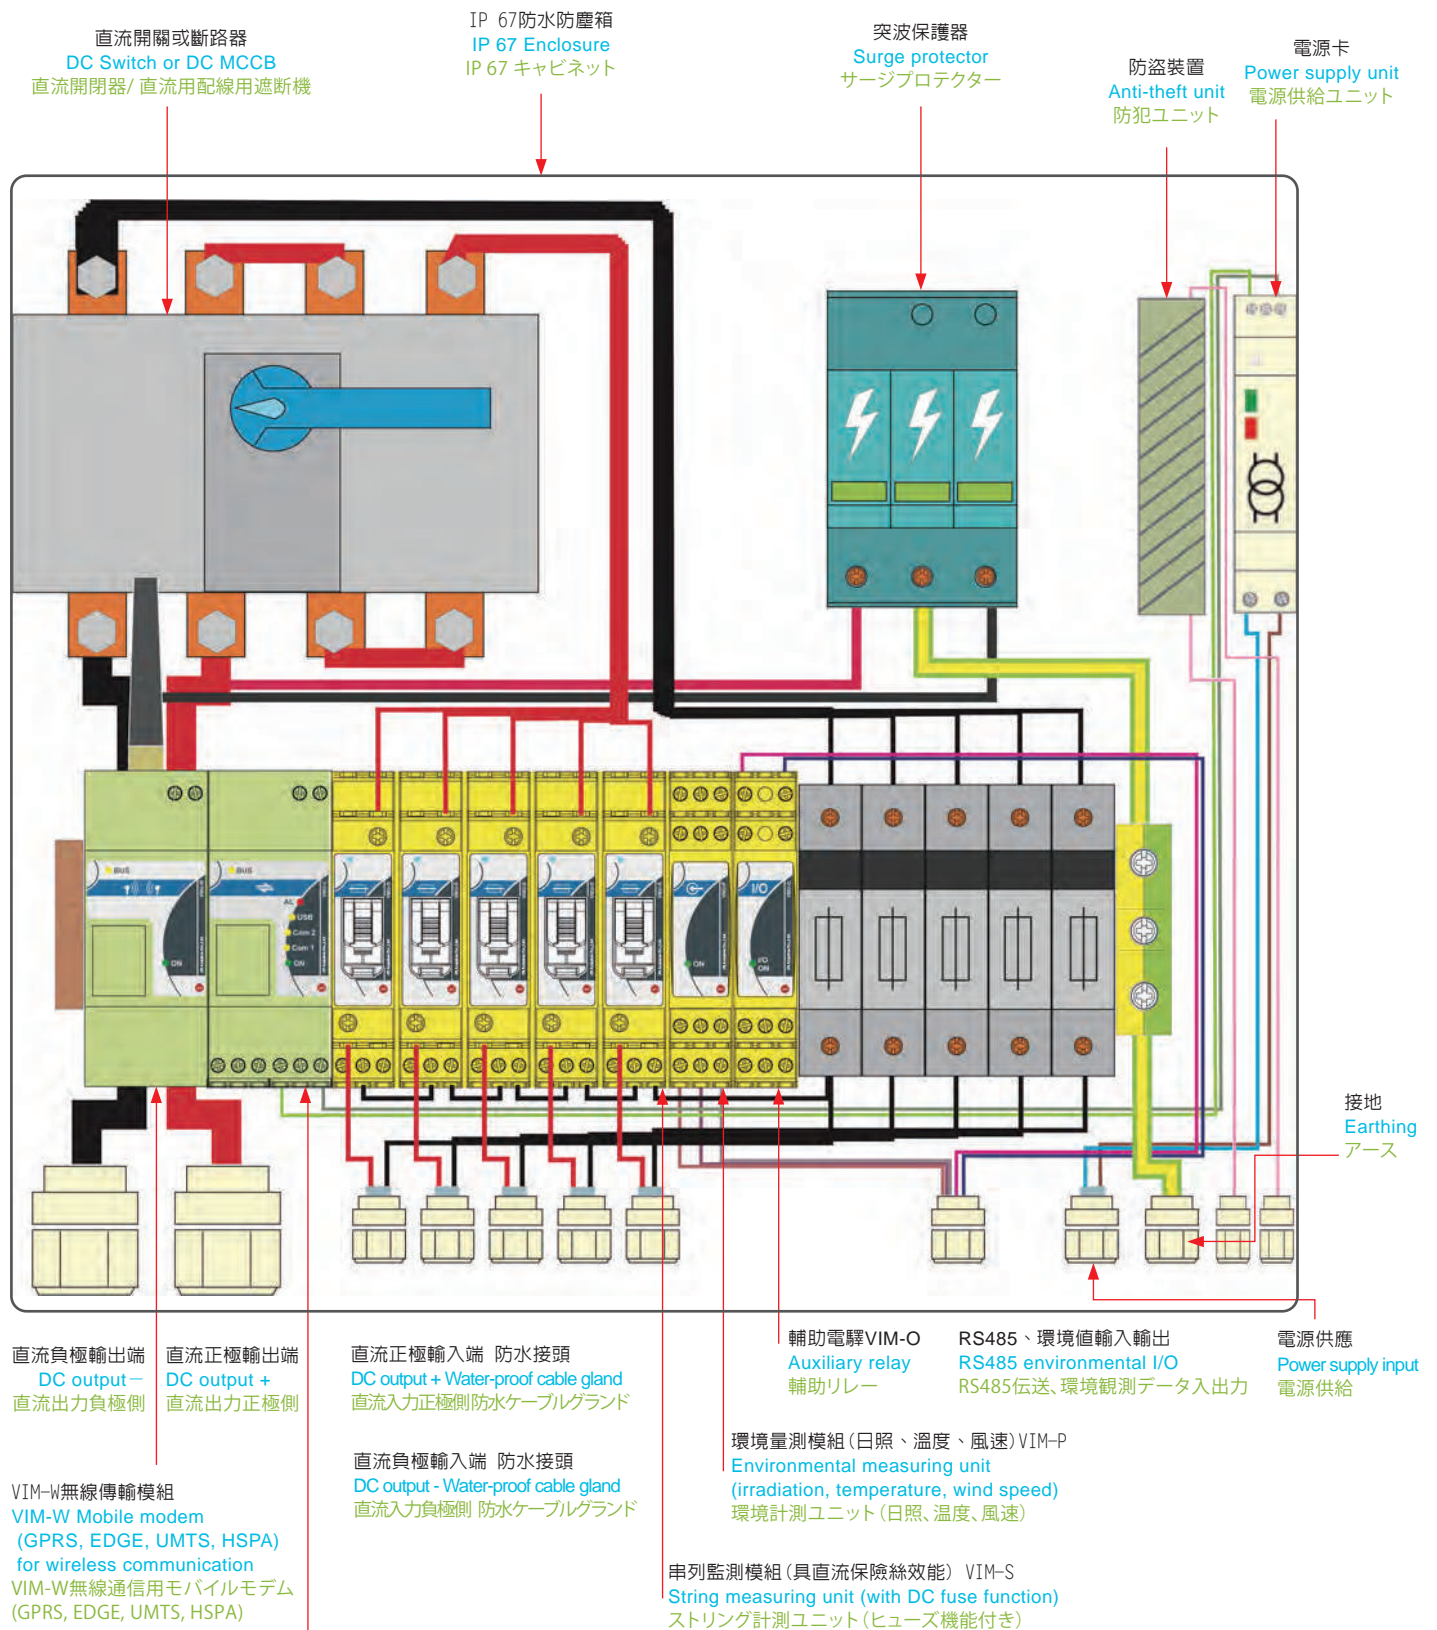 直流開關或斷路器
DC Switch or DC MCCB
直流開閉器/ 直流用配線用遮断機
IP 67防水防塵箱
IP 67 Enclosure
IP 67 キャビネット
突波保護器
Surge protector
サージプロテクター
防盜裝置
Anti-theft unit
防犯ユニット
電源卡
Power supply unit
電源供給ユニット
BUS
ON
BUS
AL
USB
Com 2
Com 1
ON
ON
I/O
I/O
ON
接地
Earthing
アース
直流負極輸出端
DC output−
直流出力負極側
直流正極輸出端
DC output +
直流出力正極側
直流正極輸入端 防水接頭
DC output + Water-proof cable gland
直流入力正極側防水ケーブルグランド
直流負極輸入端 防水接頭
DC output - Water-proof cable gland
直流入力負極側 防水ケーブルグランド
輔助電驛VIM-O
Auxiliary relay
輔助リレー
RS485、環境值輸入輸出
RS485 environmental I/O
RS485伝送、環境観測データ入出力
電源供應
Power supply input
電源供給
環境量測模組(日照、溫度、風速)VIM-P
Environmental measuring unit
(irradiation, temperature, wind speed)
環境計測ユニット(日照、温度、風速)
VIM-W無線傳輸模組
VIM-W Mobile modem
(GPRS, EDGE, UMTS, HSPA)
for wireless communication
VIM-W無線通信用モバイルモデム
(GPRS, EDGE, UMTS, HSPA)
串列監測模組(具直流保險絲效能) VIM-S
String measuring unit (with DC fuse function)
ストリング計測ユニット(ヒューズ機能付き)